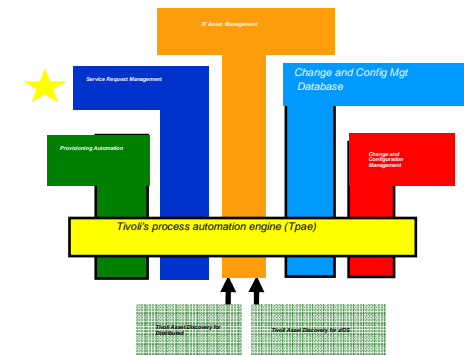 IT Asset Management
Service Request Management
Change and Config Mgt
Database
Provisioning Automation
Change and
Configuration
Management
Tivoli's process automation engine (Tpae)
Tivoli Asset Discovery for
Distributed
Tivoli Asset Discovery for z/OS